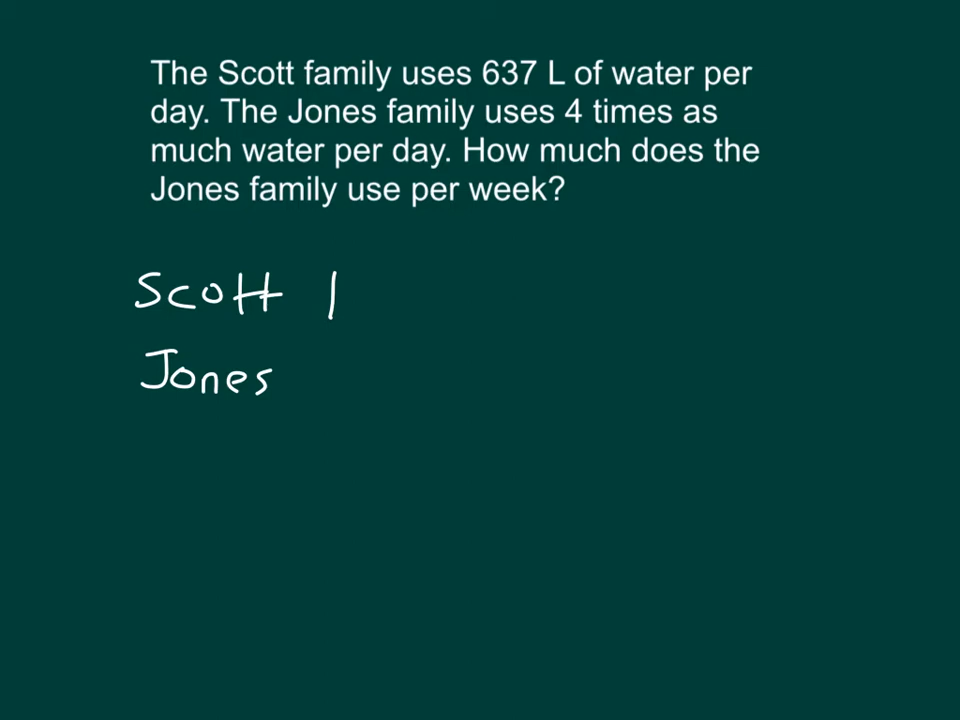 The Scott family uses 637 L of water per
day. The Jones family uses 4 times as
much water per day. How much does the
Jones family use per week?
Scott |
Jones